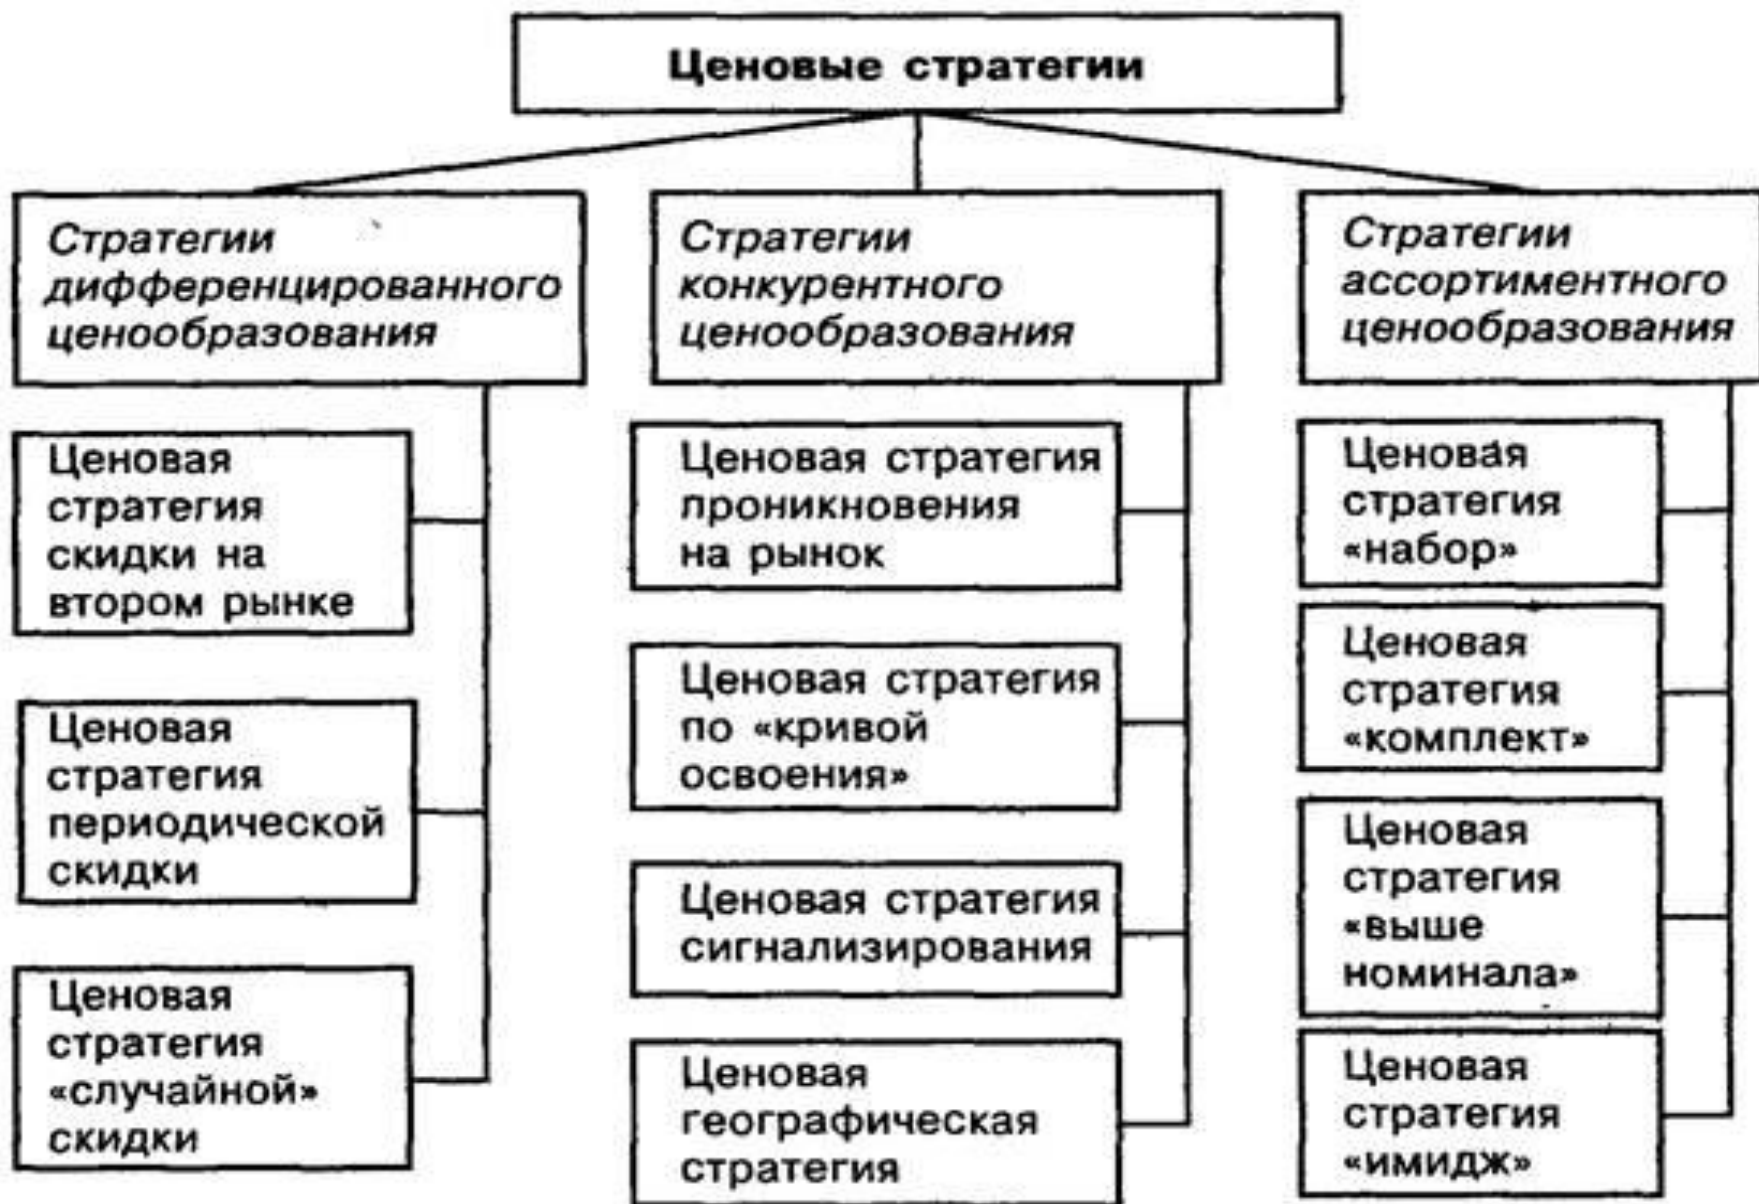 Ценовые стратегии
Стратегии
дифференцированного
ценообразования
Ценовая
стратегия
скидки на
втором рынке
Ценовая
стратегия
периодической
скидки
Ценовая
стратегия
«случайной»
скидки
Стратегии
конкурентного
ценообразования
Ценовая стратегия
проникновения
на рынок
Ценовая стратегия
по «кривой
освоения»
Ценовая стратегия
сигнализирования
Ценовая
географическая
стратегия
Стратегии
ассортиментного
ценообразования
Ценовая
стратегия
«набор»
Ценовая
стратегия
«комплект»
Ценовая
стратегия
«выше
номинала»
Ценовая
стратегия
«имидж»